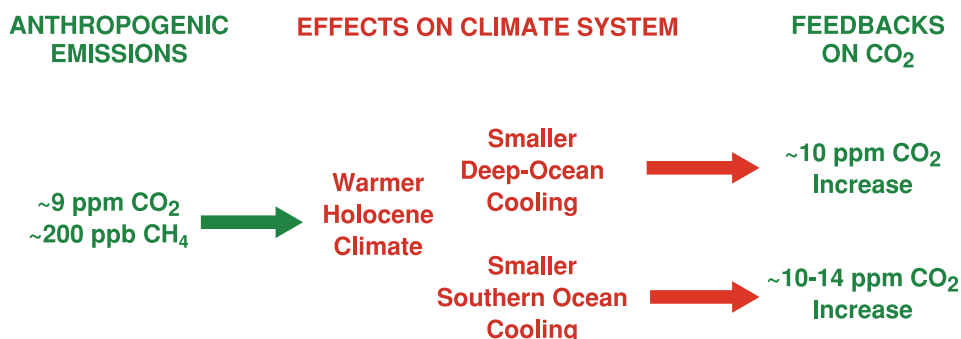 ANTHROPOGENIC
EMISSIONS
EFFECTS ON CLIMATE SYSTEM
FEEDBACKS
ON CO₂
~9 ppm CO₂
~200 ppb CH₄
Warmer
Holocene
Climate
Smaller
Deep-Ocean
Cooling
~10 ppm CO₂
Increase
Smaller
Southern Ocean
Cooling
~10-14 ppm CO₂
Increase